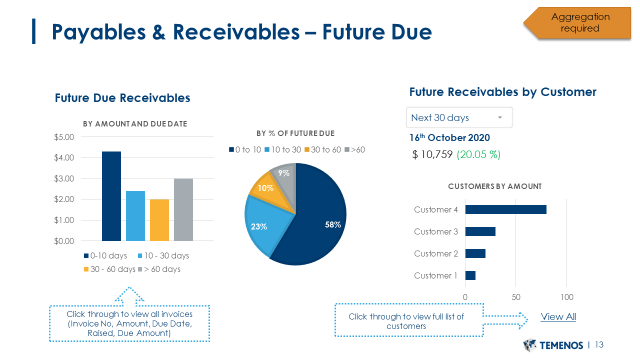 Payables & Receivables – Future Due
Aggregation
required
Future Due Receivables
BY AMOUNT AND DUE DATE
$5.00
$4.00
$3.00
$2.00
$1.00
$0.00
0-10 days
10 - 30 days
30 - 60 days
> 60 days
Click through to view all invoices
(Invoice No, Amount, Due Date,
Raised, Due Amount)
BY % OF FUTURE DUE
0 to 10
10 to 30
30 to 60
>60
9%
10%
23%
58%
Future Receivables by Customer
Next 30 days
16th October 2020
$ 10,759 (20.05 %)
CUSTOMERS BY AMOUNT
Customer 4
Customer 3
Customer 2
Customer 1
0
50
100
Click through to view full list of
customers
View All
TEMENOS | 13